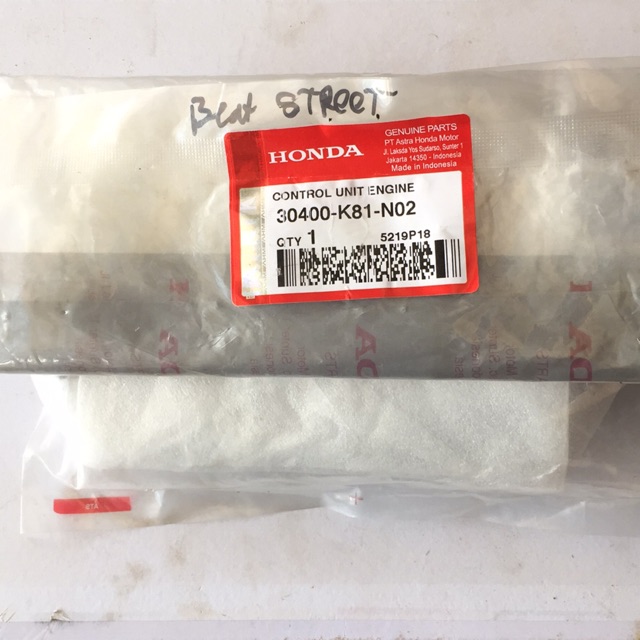 Beat STREET
HONDA
GENUINE PARTS
PT Astra Honda Motor
Jl. Laksda Yos Sudarso, Sunter 1
Jakarta 14350 - Indonesia
Made in Indonesia
CONTROL UNIT ENGINE
30400-K81-N02
QTY 1 5219P18